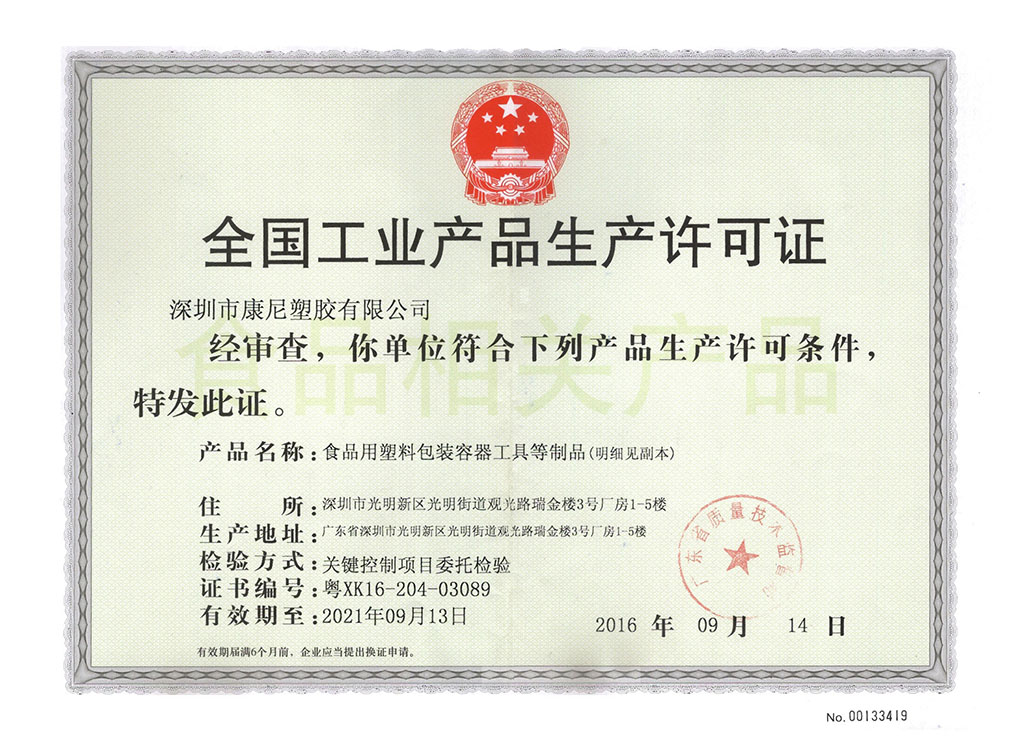 全国工业产品生产许可证
深圳市康尼塑胶有限公司
食品相关产品
经审查，你单位符合下列产品生产许可条件，
特发此证。
产品名称：食品用塑料包装容器工具等制品(明细见副本)
住所：深圳市光明新区光明街道观光路瑞金楼3号厂房1-5楼
生产地址：广东省深圳市光明新区光明街道观光路瑞金楼3号厂房1-5楼
检验方式：关键控制项目委托检验
证书编号：粤XK16-204-03089
有效期至：2021年09月13日
广东省质量技术监督局
2016 年 09 月 14 日
有效期届满6个月前，企业应当提出换证申请。
No. 00133419